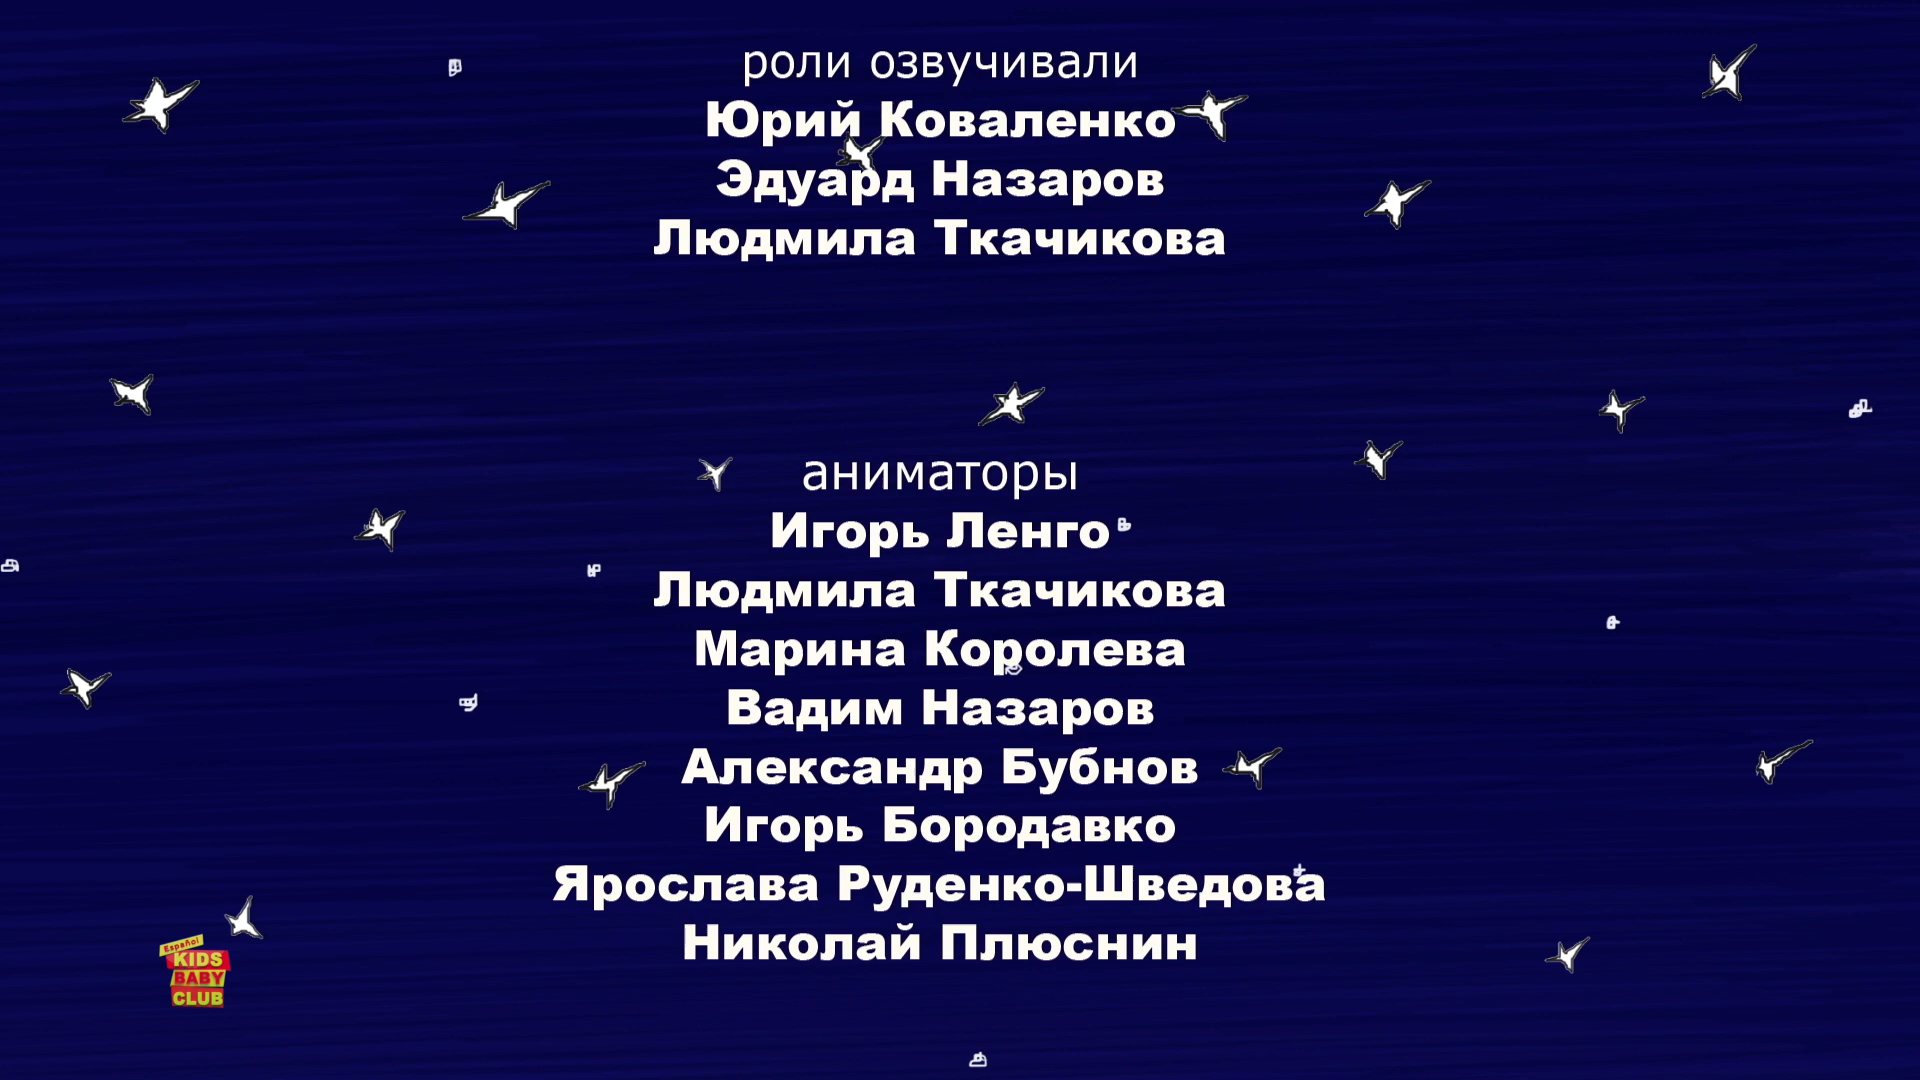 роли озвучивали
Юрий Коваленко
Эдуард Назаров
Людмила Ткачикова
аниматоры
Игорь Ленго
Людмила Ткачикова
Марина Королева
Вадим Назаров
Александр Бубнов
Игорь Бородавко
Ярослава Руденко-Шведова
Николай Плюснин
Español
KIDS
BABY
CLUB